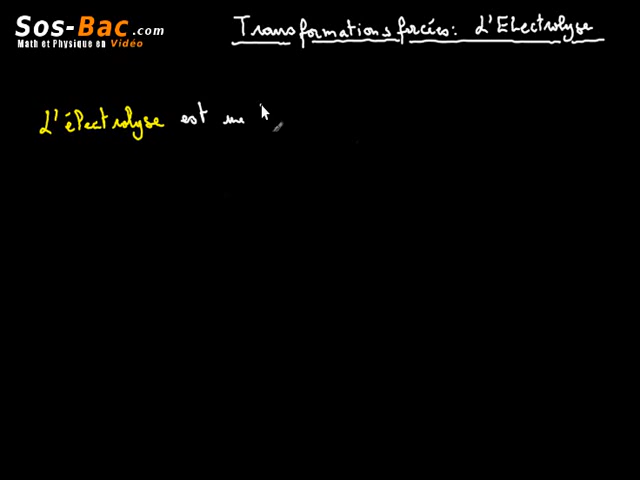 Sos-Bac.com
Math et Physique en Vidéo
Transformations forcées: L'Electrolyse
L'électrolyse est une